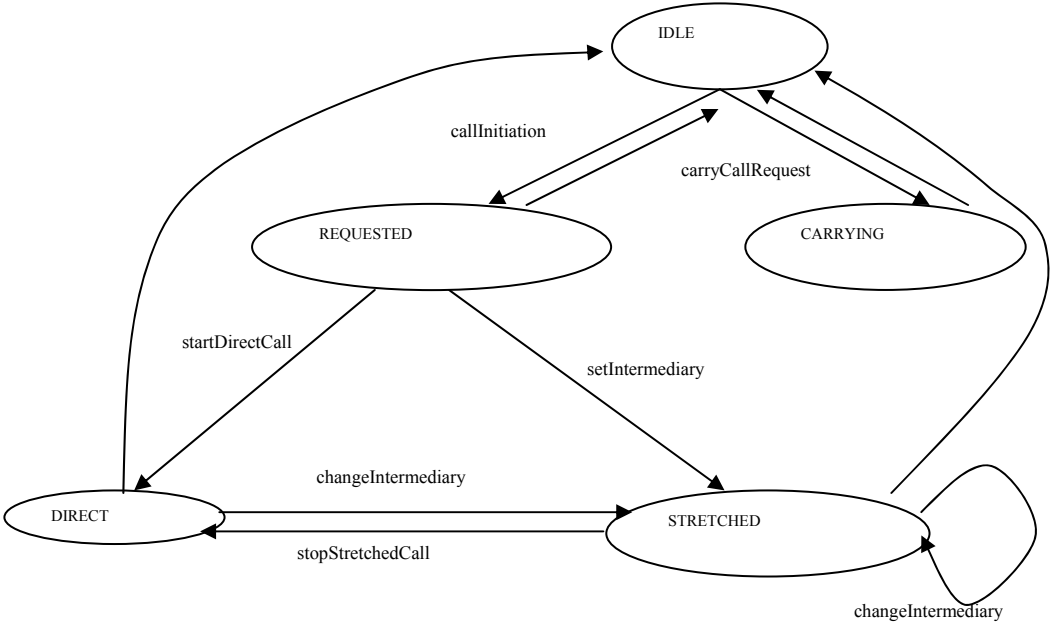 IDLE
callInitiation
carryCallRequest
REQUESTED
CARRYING
startDirectCall
setIntermediary
changeIntermediary
DIRECT
STRETCHED
stopStretchedCall
changeIntermediary